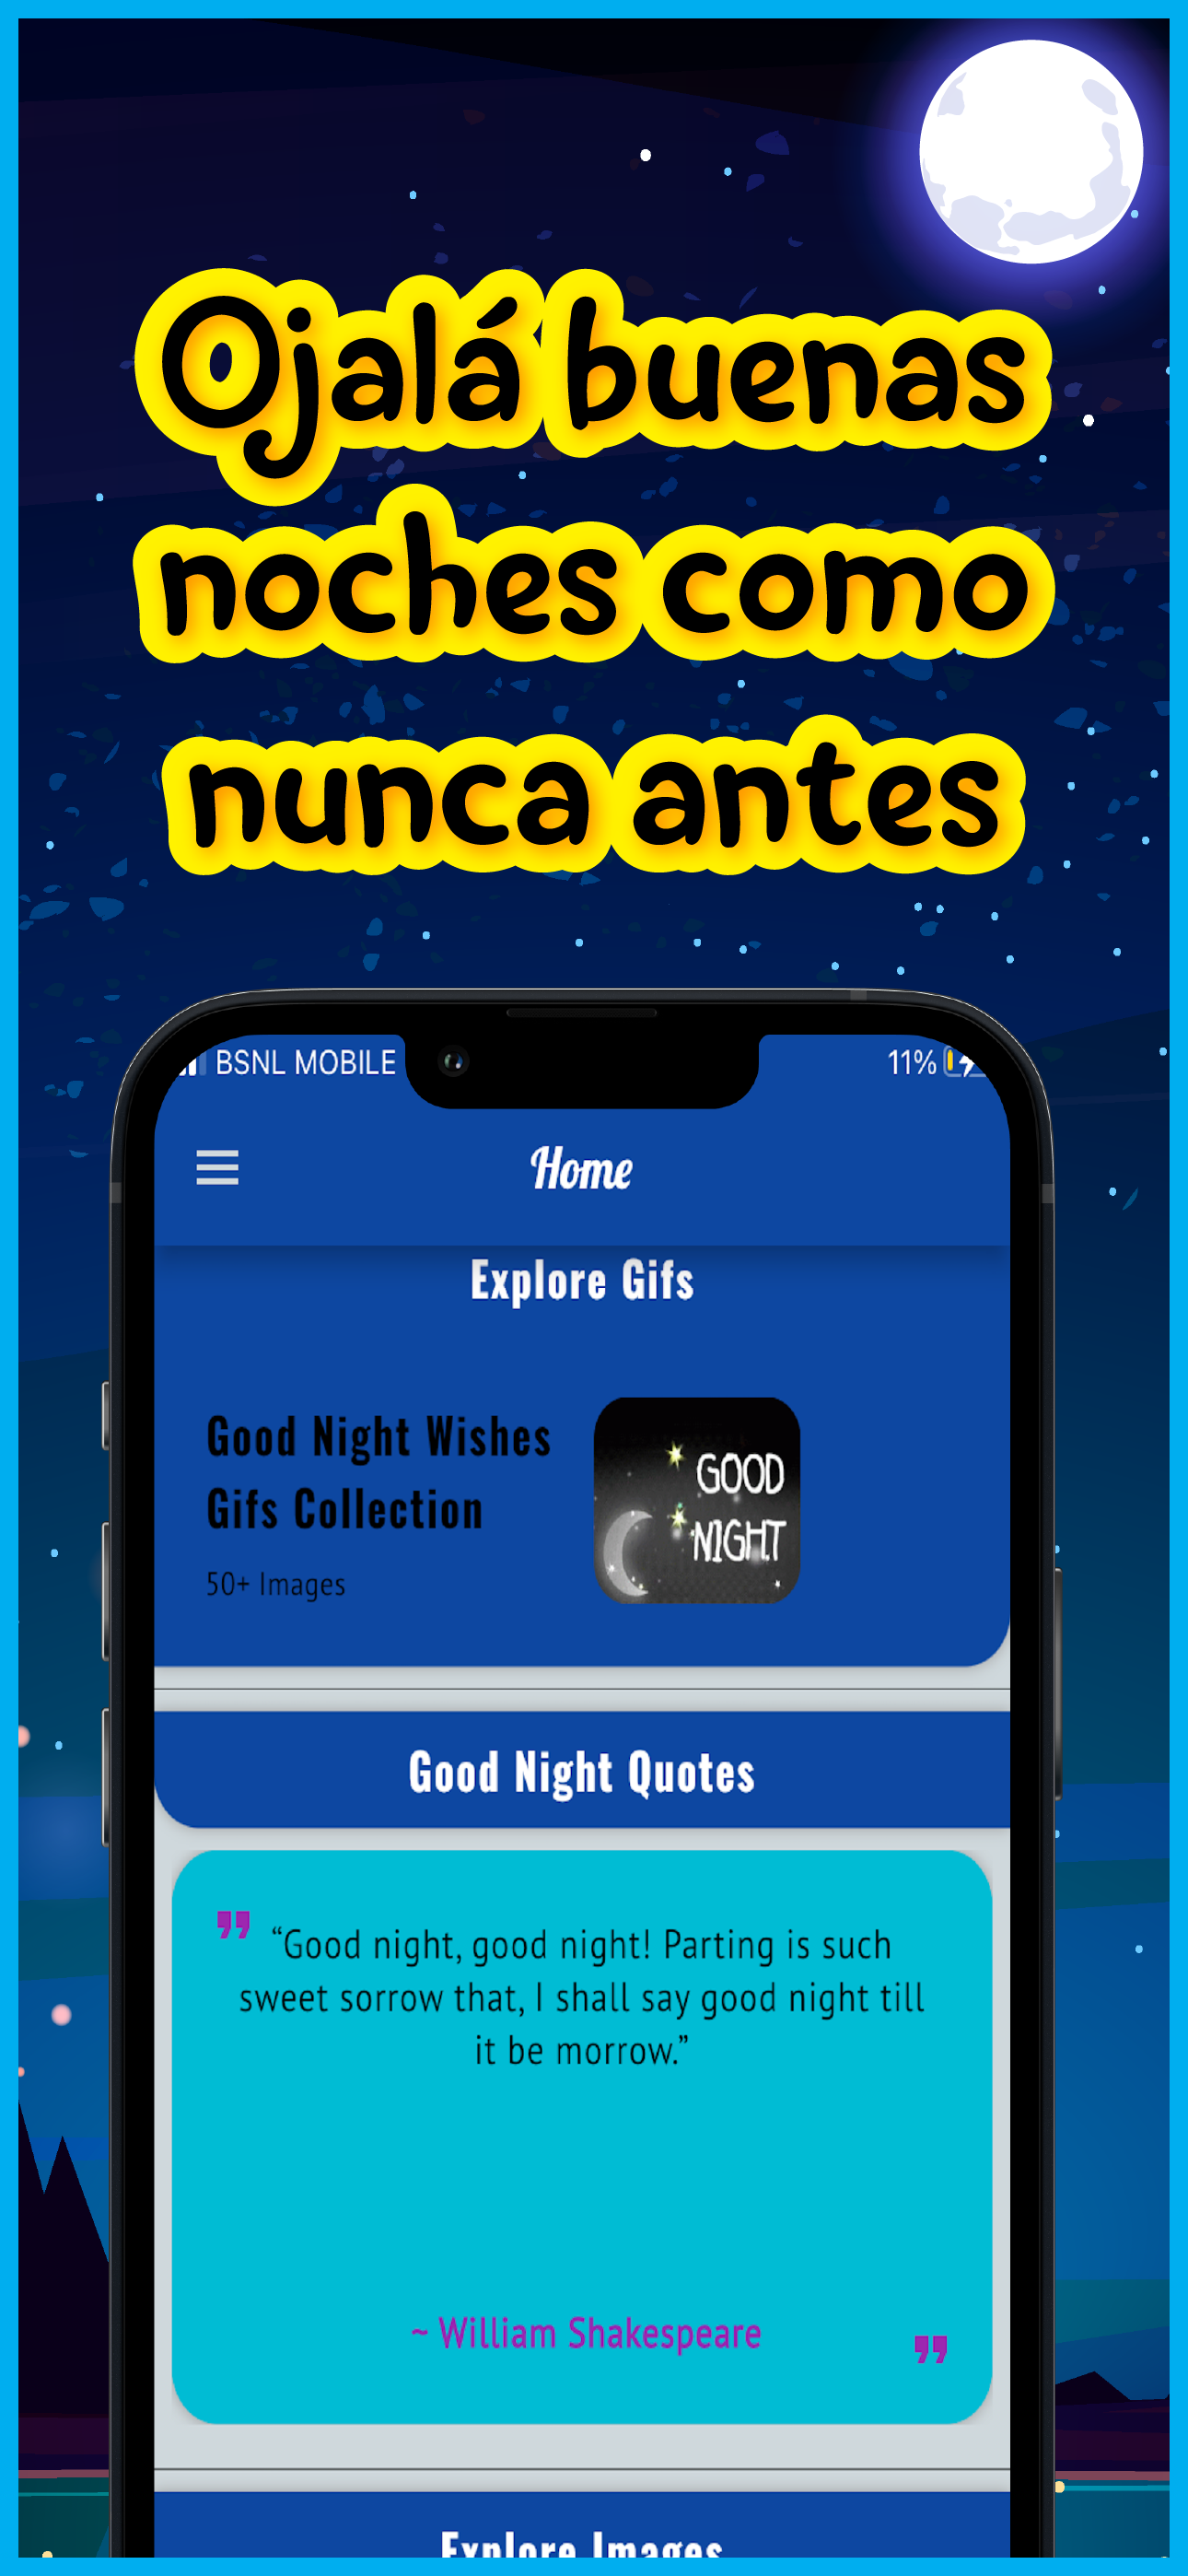 Ojalá buenas
noches como
nunca antes
BSNL MOBILE 11%
Home
Explore Gifs
Good Night Wishes
Gifs Collection
50+ Images
GOOD
NIGHT
Good Night Quotes
“Good night, good night! Parting is such
sweet sorrow that, I shall say good night till
it be morrow.”
~ William Shakespeare
Explore Images